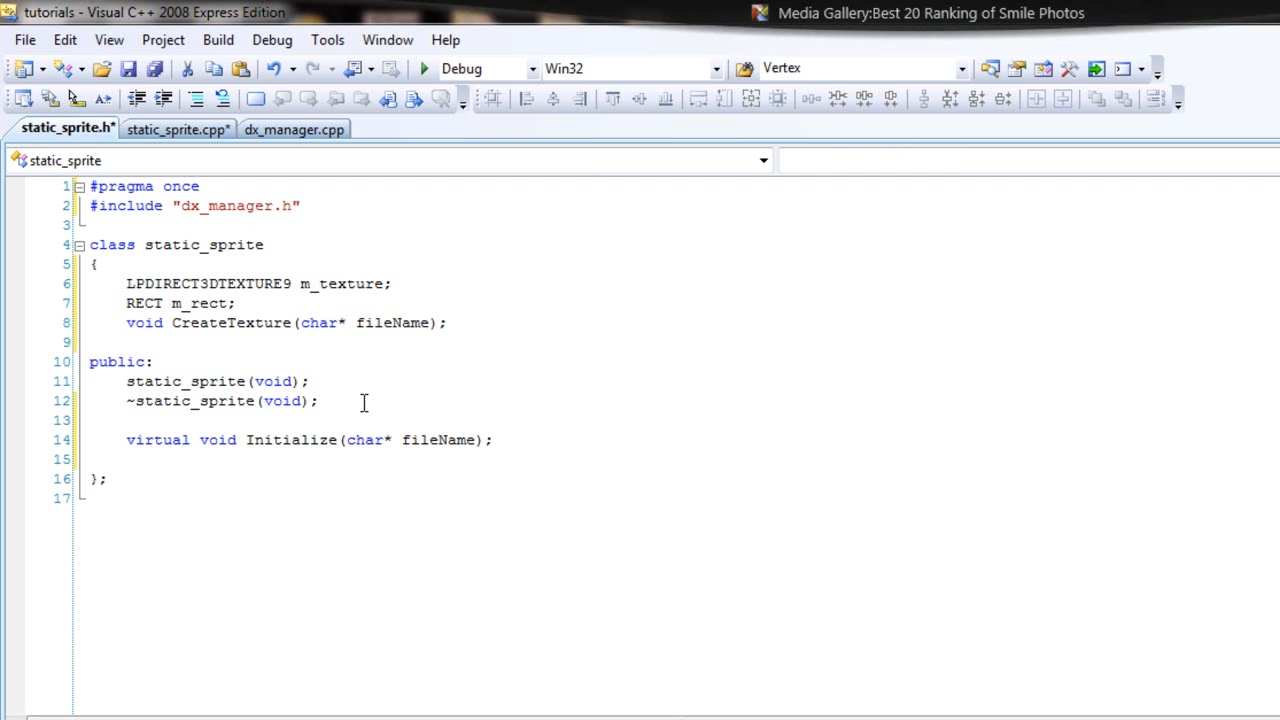 tutorials - Visual C++ 2008 Express Edition
Media Gallery:Best 20 Ranking of Smile Photos
File Edit View Project Build Debug Tools Window Help
Debug Win32 Vertex
static_sprite.h* static_sprite.cpp* dx_manager.cpp
static_sprite
1 #pragma once
2 #include "dx_manager.h"
3
4 class static_sprite
5 {
6 LPDIRECT3DTEXTURE9 m_texture;
7 RECT m_rect;
8 void CreateTexture(char* fileName);
9
10 public:
11 static_sprite(void);
12 ~static_sprite(void);
13
14 virtual void Initialize(char* fileName);
15
16 };
17